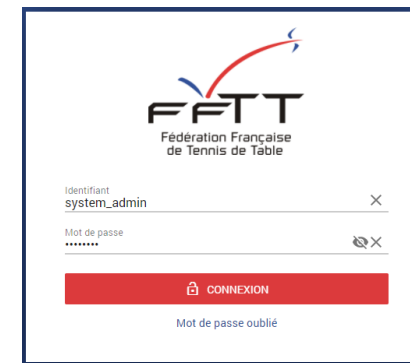 FFTT
Fédération Française
de Tennis de Table
Identifiant
system_admin
Mot de passe
••••••••
CONNEXION
Mot de passe oublié